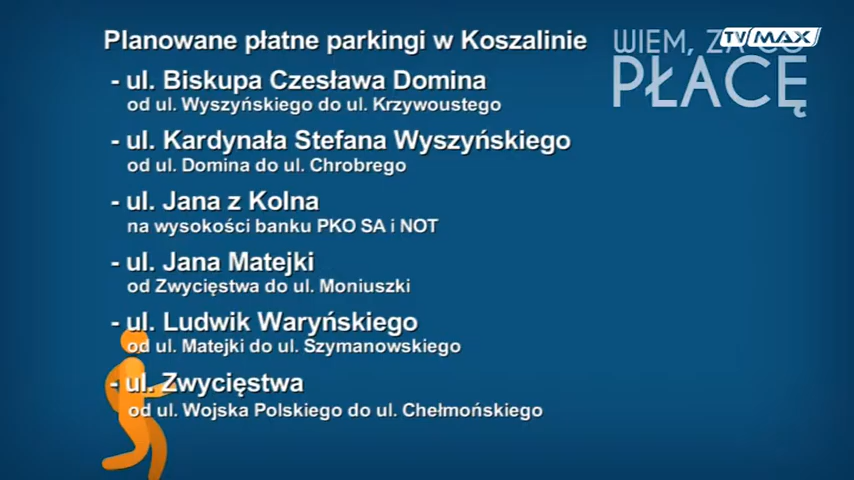 Planowane płatne parkingi w Koszalinie
TV MAX
WIEM, ZA CO
PŁACĘ
- ul. Biskupa Czesława Domina
od ul. Wyszyńskiego do ul. Krzywoustego
- ul. Kardynała Stefana Wyszyńskiego
od ul. Domina do ul. Chrobrego
- ul. Jana z Kolna
na wysokości banku PKO SA i NOT
- ul. Jana Matejki
od Zwycięstwa do ul. Moniuszki
- ul. Ludwik Waryńskiego
od ul. Matejki do ul. Szymanowskiego
- ul. Zwycięstwa
od ul. Wojska Polskiego do ul. Chełmońskiego